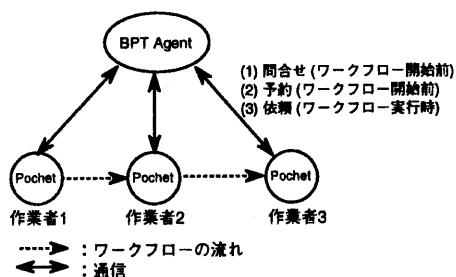 BPT Agent
(1) 問合せ (ワークフロー開始前)
(2) 予約 (ワークフロー開始前)
(3) 依頼 (ワークフロー実行時)
Pochet
Pochet
Pochet
作業者1
作業者2
作業者3
：ワークフローの流れ
：通信